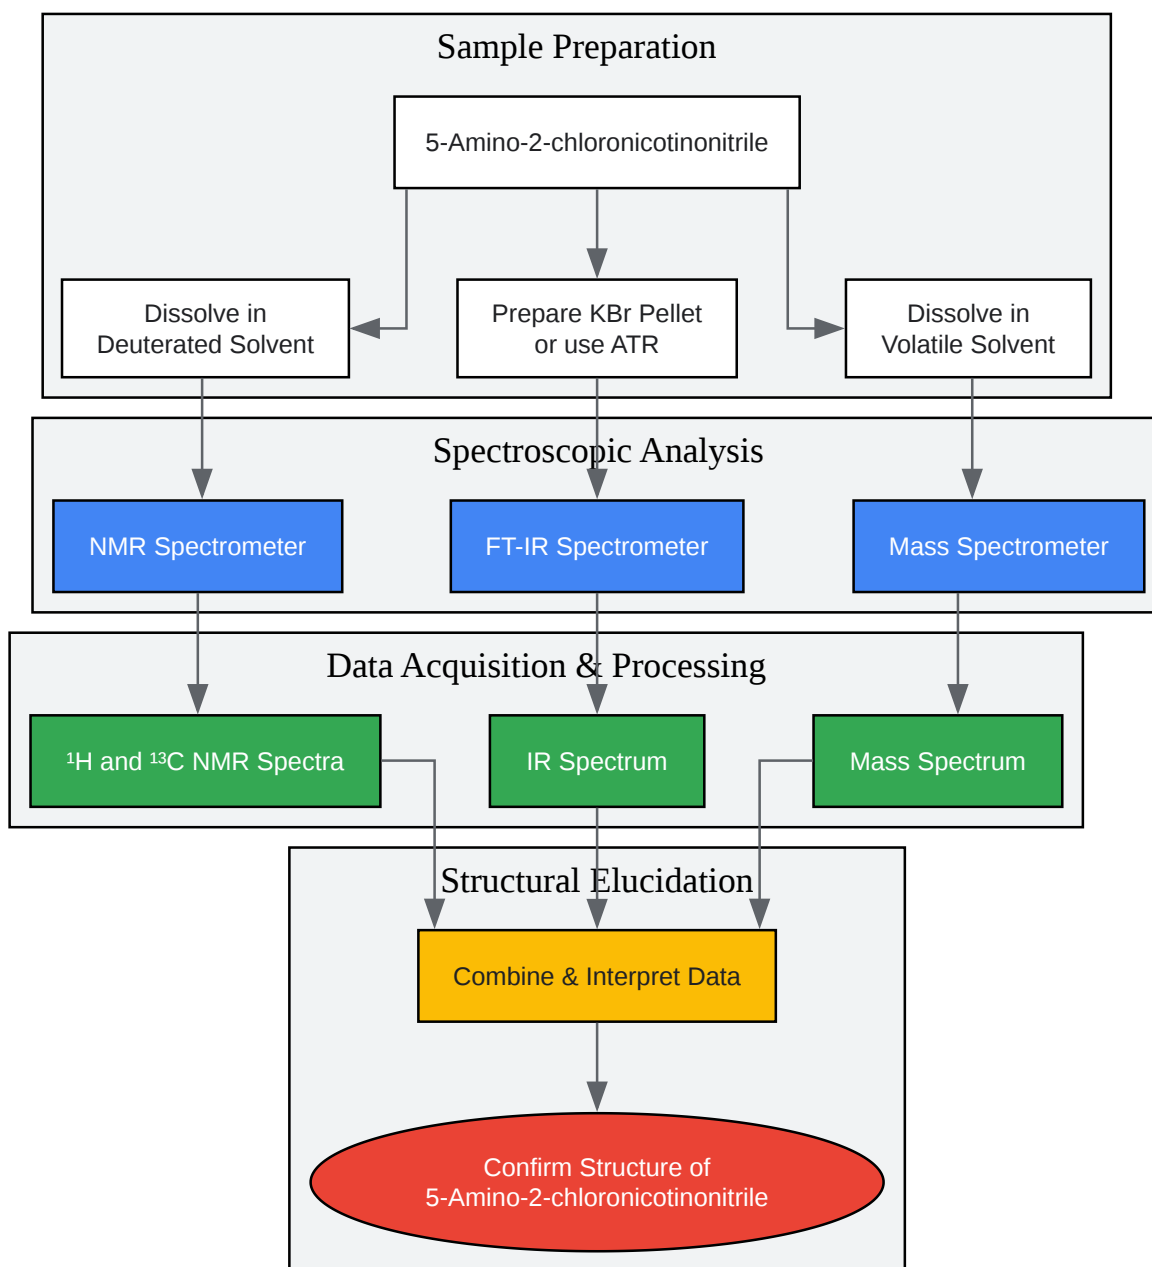 Sample Preparation
5-Amino-2-chloronicotinonitrile
Dissolve in
Deuterated Solvent
Prepare KBr Pellet
or use ATR
Dissolve in
Volatile Solvent
Spectroscopic Analysis
NMR Spectrometer
FT-IR Spectrometer
Mass Spectrometer
Data Acquisition & Processing
¹H and ¹³C NMR Spectra
IR Spectrum
Mass Spectrum
Structural Elucidation
Combine & Interpret Data
Confirm Structure of
5-Amino-2-chloronicotinonitrile